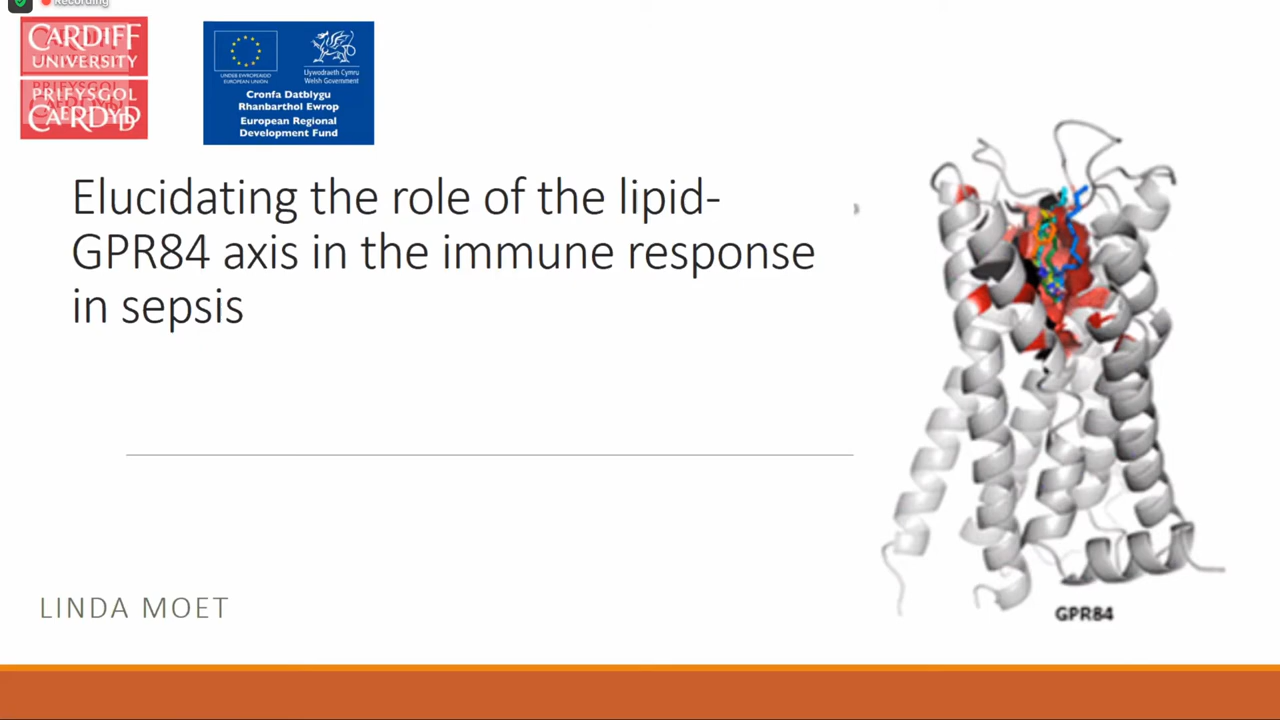 Recording
CARDIFF
UNIVERSITY
PRIFYSGOL
CAERDYDD
UNDEB EWROPEAIDD
EUROPEAN UNION
Llywodraeth Cymru
Welsh Government
Cronfa Datblygu
Rhanbarthol Ewrop
European Regional
Development Fund
Elucidating the role of the lipid-
GPR84 axis in the immune response
in sepsis
LINDA MOET
GPR84